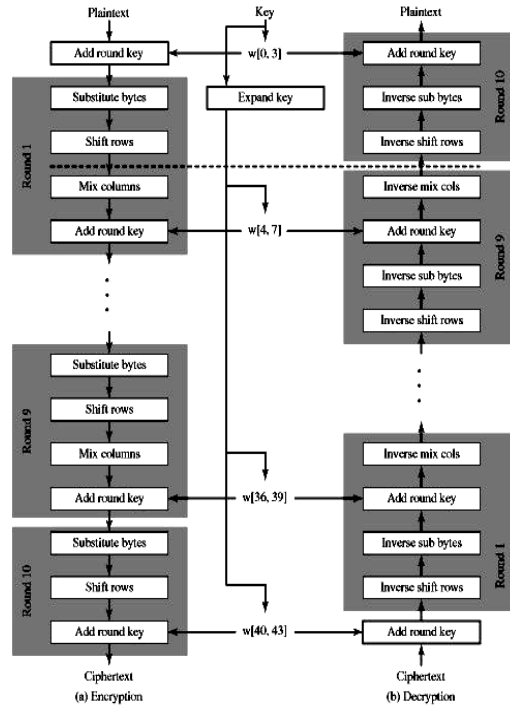 Plaintext
Add round key
Round 1
Substitute bytes
Shift rows
Mix columns
Add round key
Round 9
Substitute bytes
Shift rows
Mix columns
Add round key
Round 10
Substitute bytes
Shift rows
Add round key
Ciphertext
(a) Encryption
Key
w[0, 3]
Expand key
w[4, 7]
w[36, 39]
w[40, 43]
Plaintext
Add round key
Inverse sub bytes
Inverse shift rows
Round 10
Inverse mix cols
Add round key
Inverse sub bytes
Inverse shift rows
Round 9
Inverse mix cols
Add round key
Inverse sub bytes
Inverse shift rows
Round 1
Add round key
Ciphertext
(b) Decryption